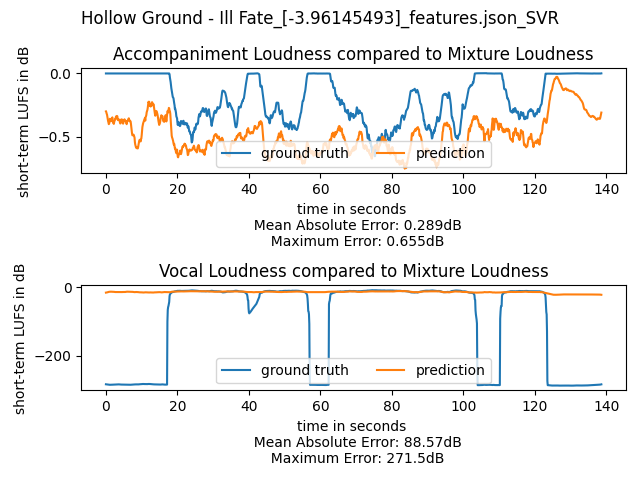 Hollow Ground - Ill Fate_[-3.96145493]_features.json_SVR
Accompaniment Loudness compared to Mixture Loudness
short-term LUFS in dB
0.0
−0.5
ground truth
prediction
0 20 40 60 80 100 120 140
time in seconds
Mean Absolute Error: 0.289dB
Maximum Error: 0.655dB
Vocal Loudness compared to Mixture Loudness
short-term LUFS in dB
0
−200
ground truth
prediction
0 20 40 60 80 100 120 140
time in seconds
Mean Absolute Error: 88.57dB
Maximum Error: 271.5dB